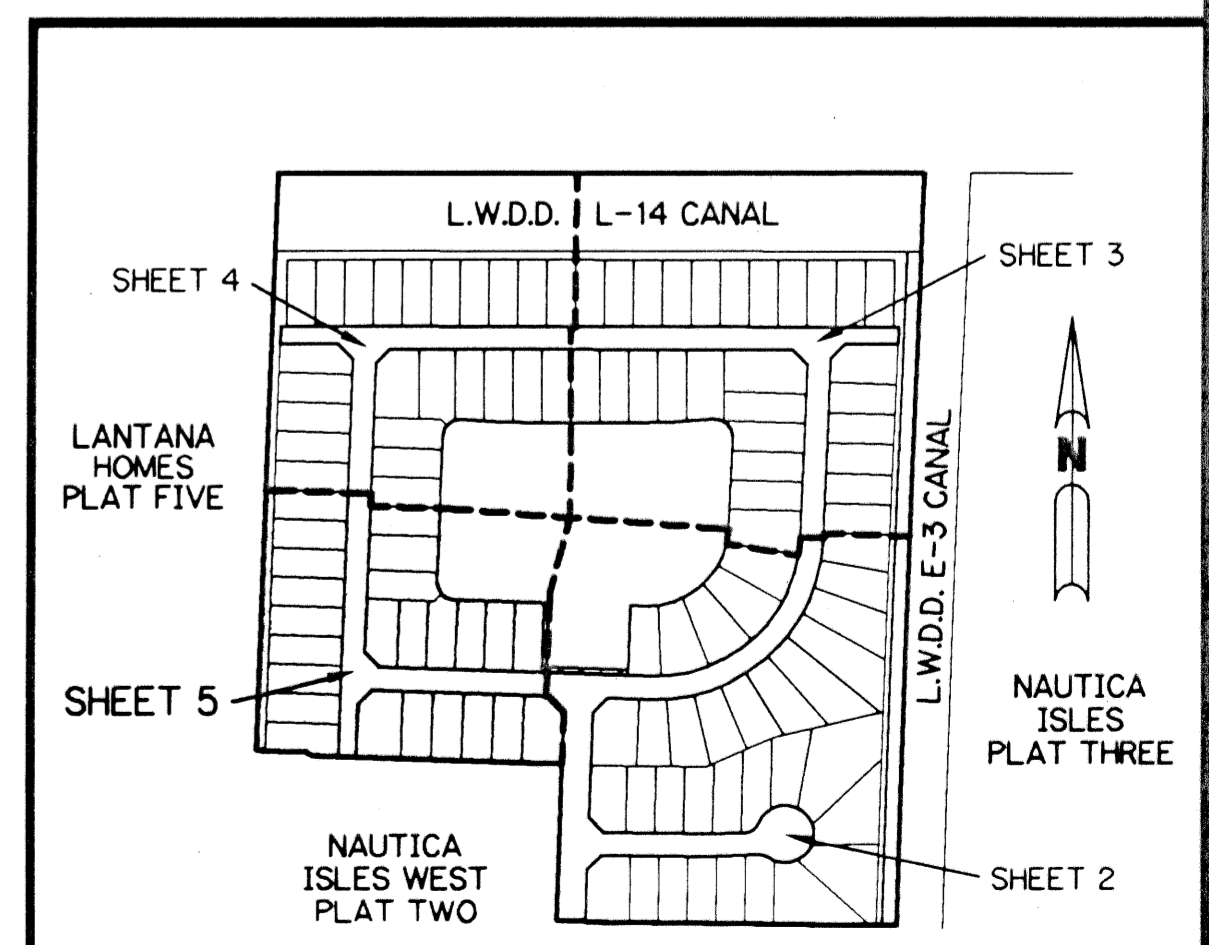 L.W.D.D. L-14 CANAL
SHEET 4
SHEET 3
LANTANA
HOMES
PLAT FIVE
N
L.W.D.D. E-3 CANAL
SHEET 5
NAUTICA
ISLES
PLAT THREE
NAUTICA
ISLES WEST
PLAT TWO
SHEET 2